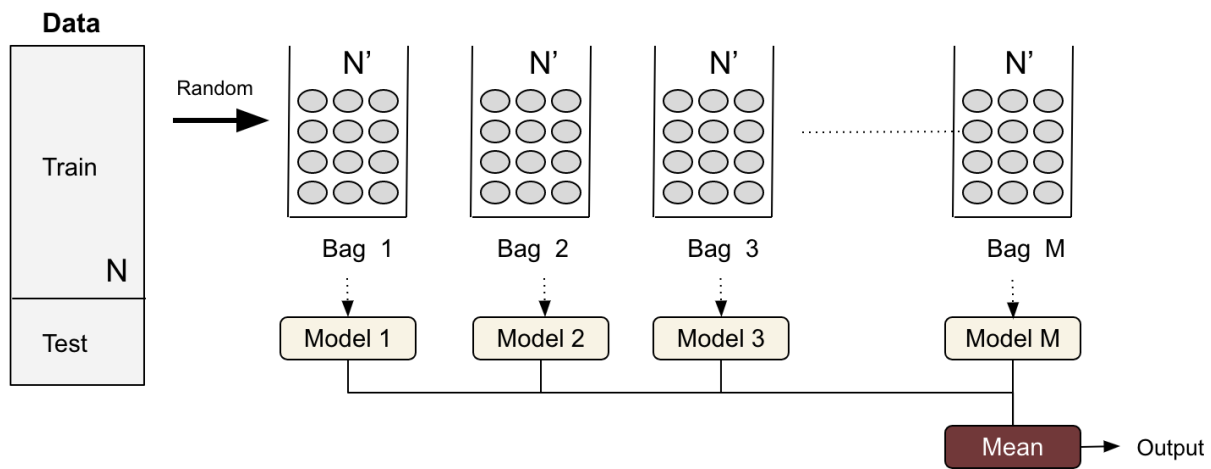 Data
Train
N
Test
Random
N’
N’
N’
N’
Bag 1
Bag 2
Bag 3
Bag M
Model 1
Model 2
Model 3
Model M
Mean
Output